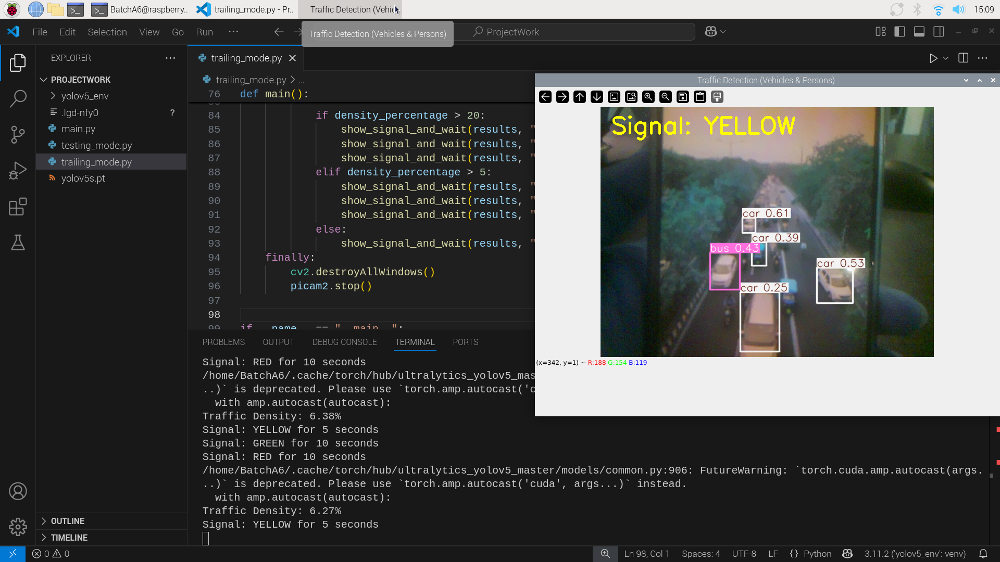 BatchA6@raspberry..
trailing_mode.py - Pr..
Traffic Detection (Vehic
15:09
File Edit Selection View Go Run ···
ProjectWork
Traffic Detection (Vehicles & Persons)
EXPLORER
trailing_mode.py
PROJECTWORK
yolov5_env
.lgd-nfy0 ?
main.py
testing_mode.py
trailing_mode.py
yolov5s.pt
OUTLINE
TIMELINE
trailing_mode.py > ...
76 def main():
84 if density_percentage > 20:
85 show_signal_and_wait(results, "
86 show_signal_and_wait(results, "
87 show_signal_and_wait(results, "
88 elif density_percentage > 5:
89 show_signal_and_wait(results, "
90 show_signal_and_wait(results, "
91 show_signal_and_wait(results, "
92 else:
93 show_signal_and_wait(results, "
94 finally:
95 cv2.destroyAllWindows()
96 picam2.stop()
97
98
99 if __name__ == "__main__":
Traffic Detection (Vehicles & Persons)
Signal: YELLOW
car 0.61
car 0.39
bus 0.43
car 0.53
car 0.25
(x=342, y=1) ~ R:188 G:154 B:119
PROBLEMS OUTPUT DEBUG CONSOLE TERMINAL PORTS
Signal: RED for 10 seconds
/home/BatchA6/.cache/torch/hub/ultralytics_yolov5_mas
..)` is deprecated. Please use `torch.amp.autocast('c
with amp.autocast(autocast):
Traffic Density: 6.38%
Signal: YELLOW for 5 seconds
Signal: GREEN for 10 seconds
Signal: RED for 10 seconds
/home/BatchA6/.cache/torch/hub/ultralytics_yolov5_master/models/common.py:906: FutureWarning: `torch.cuda.amp.autocast(args.
..)` is deprecated. Please use `torch.amp.autocast('cuda', args...)` instead.
with amp.autocast(autocast):
Traffic Density: 6.27%
Signal: YELLOW for 5 seconds
0 0
Ln 98, Col 1 Spaces: 4 UTF-8 LF {} Python 3.11.2 ('yolov5_env': venv)